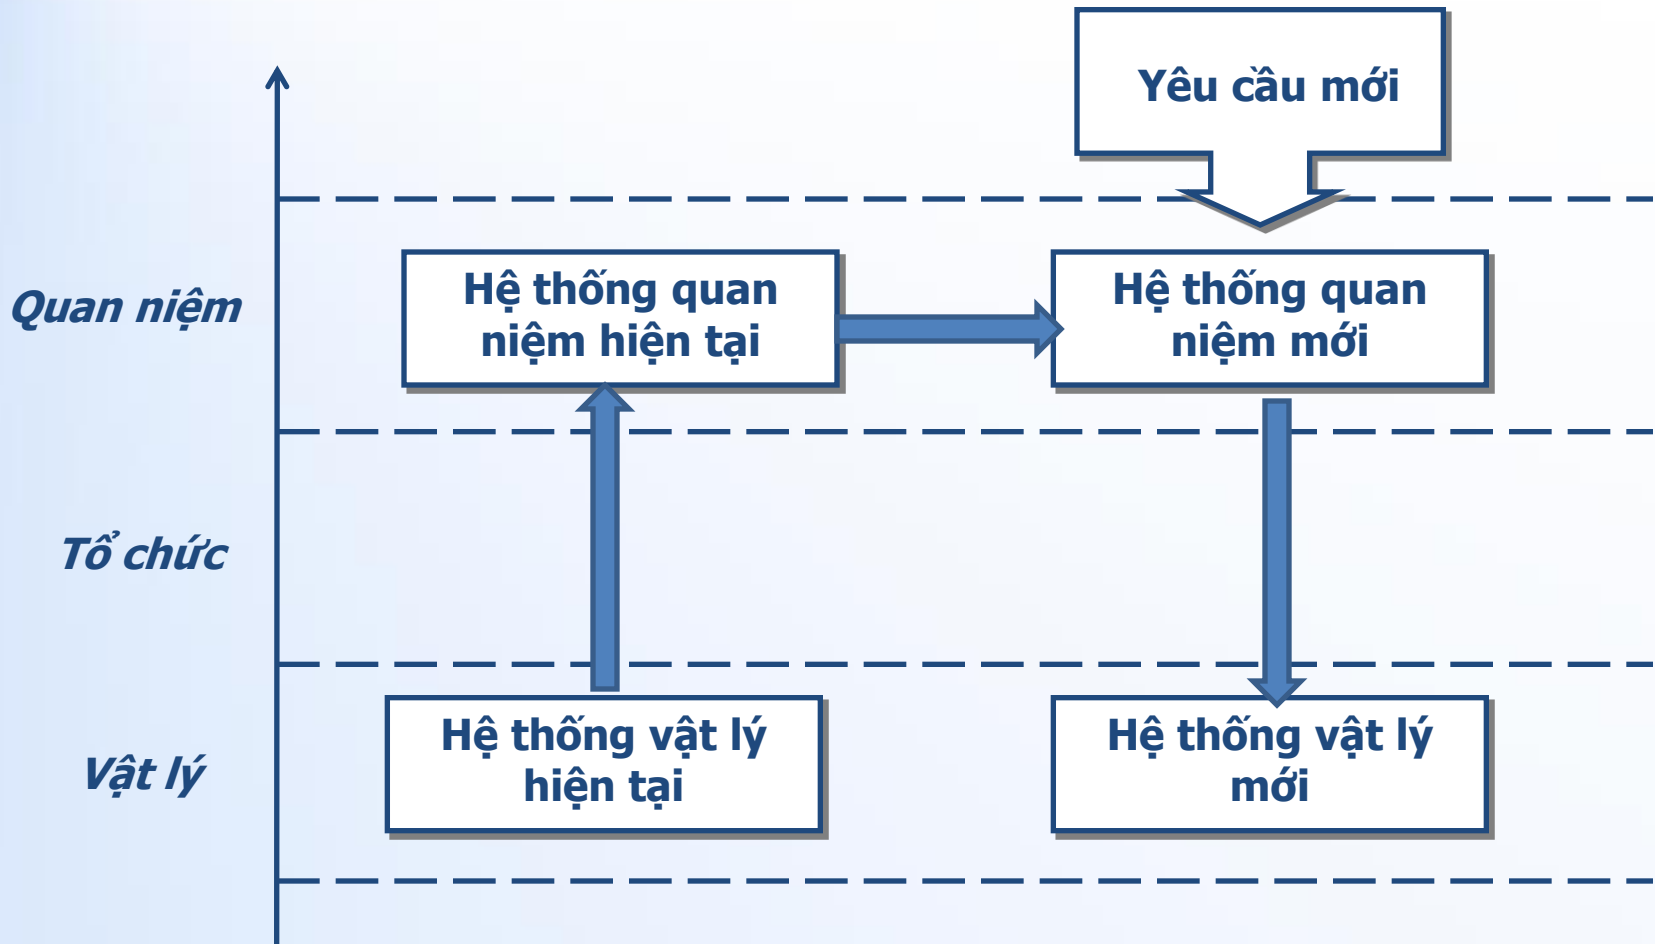 Yêu cầu mới
Quan niệm
Hệ thống quan
niệm hiện tại
Hệ thống quan
niệm mới
Tổ chức
Vật lý
Hệ thống vật lý
hiện tại
Hệ thống vật lý
mới